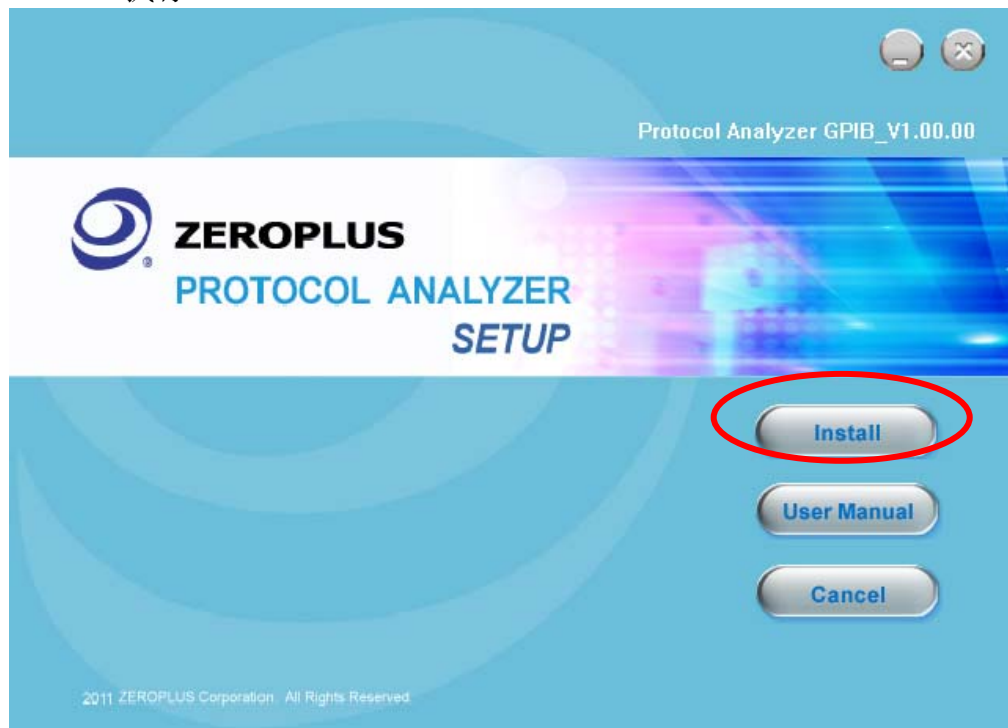 Protocol Analyzer GPIB_V1.00.00
ZEROPLUS
®
PROTOCOL ANALYZER
SETUP
Install
User Manual
Cancel
2011 ZEROPLUS Corporation. All Rights Reserved.